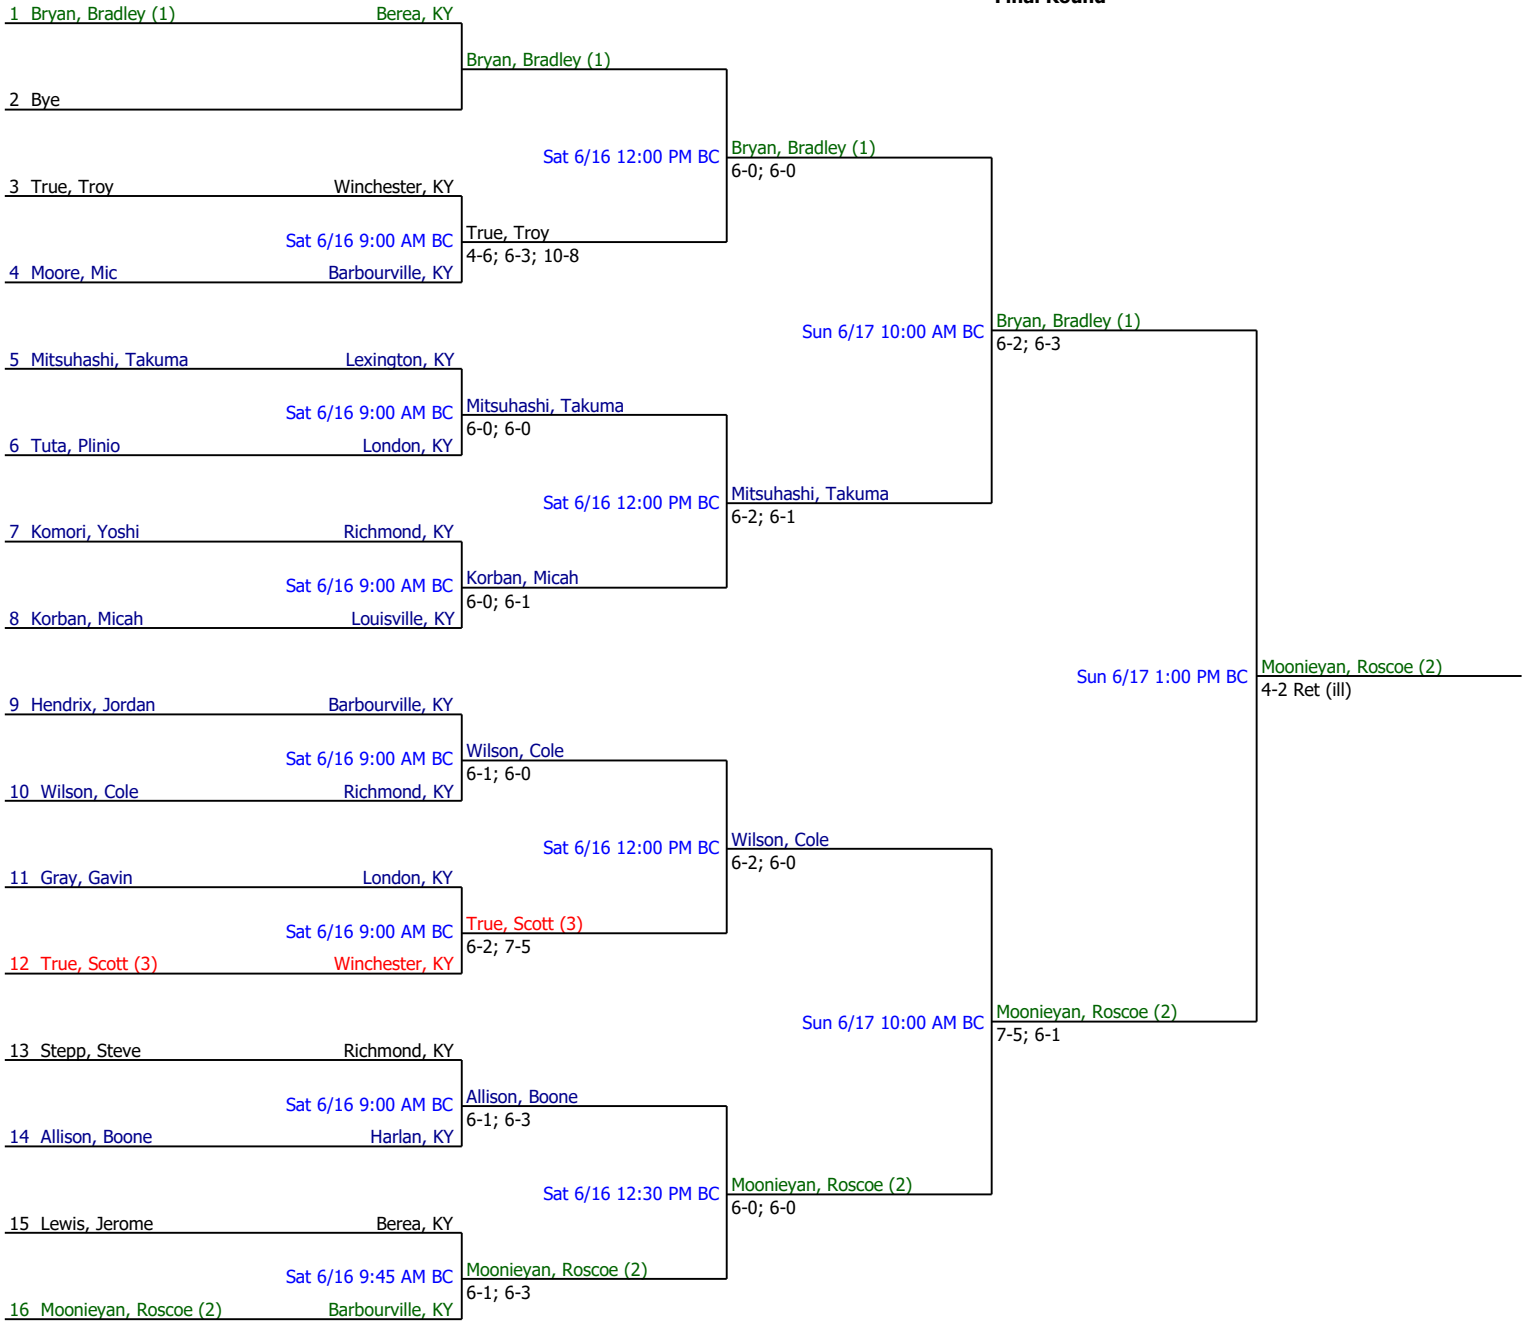 Final Round
1 Bryan, Bradley (1) Berea, KY
Bryan, Bradley (1)
2 Bye
Sat 6/16 12:00 PM BC Bryan, Bradley (1)
6-0; 6-0
3 True, Troy Winchester, KY
Sat 6/16 9:00 AM BC True, Troy
4-6; 6-3; 10-8
4 Moore, Mic Barbourville, KY
Sun 6/17 10:00 AM BC Bryan, Bradley (1)
6-2; 6-3
5 Mitsuhashi, Takuma Lexington, KY
Sat 6/16 9:00 AM BC Mitsuhashi, Takuma
6-0; 6-0
6 Tuta, Plinio London, KY
Sat 6/16 12:00 PM BC Mitsuhashi, Takuma
6-2; 6-1
7 Komori, Yoshi Richmond, KY
Sat 6/16 9:00 AM BC Korban, Micah
6-0; 6-1
8 Korban, Micah Louisville, KY
Sun 6/17 1:00 PM BC Moonieyan, Roscoe (2)
4-2 Ret (ill)
9 Hendrix, Jordan Barbourville, KY
Sat 6/16 9:00 AM BC Wilson, Cole
6-1; 6-0
10 Wilson, Cole Richmond, KY
Sat 6/16 12:00 PM BC Wilson, Cole
6-2; 6-0
11 Gray, Gavin London, KY
Sat 6/16 9:00 AM BC True, Scott (3)
6-2; 7-5
12 True, Scott (3) Winchester, KY
Sun 6/17 10:00 AM BC Moonieyan, Roscoe (2)
7-5; 6-1
13 Stepp, Steve Richmond, KY
Sat 6/16 9:00 AM BC Allison, Boone
6-1; 6-3
14 Allison, Boone Harlan, KY
Sat 6/16 12:30 PM BC Moonieyan, Roscoe (2)
6-0; 6-0
15 Lewis, Jerome Berea, KY
Sat 6/16 9:45 AM BC Moonieyan, Roscoe (2)
6-1; 6-3
16 Moonieyan, Roscoe (2) Barbourville, KY